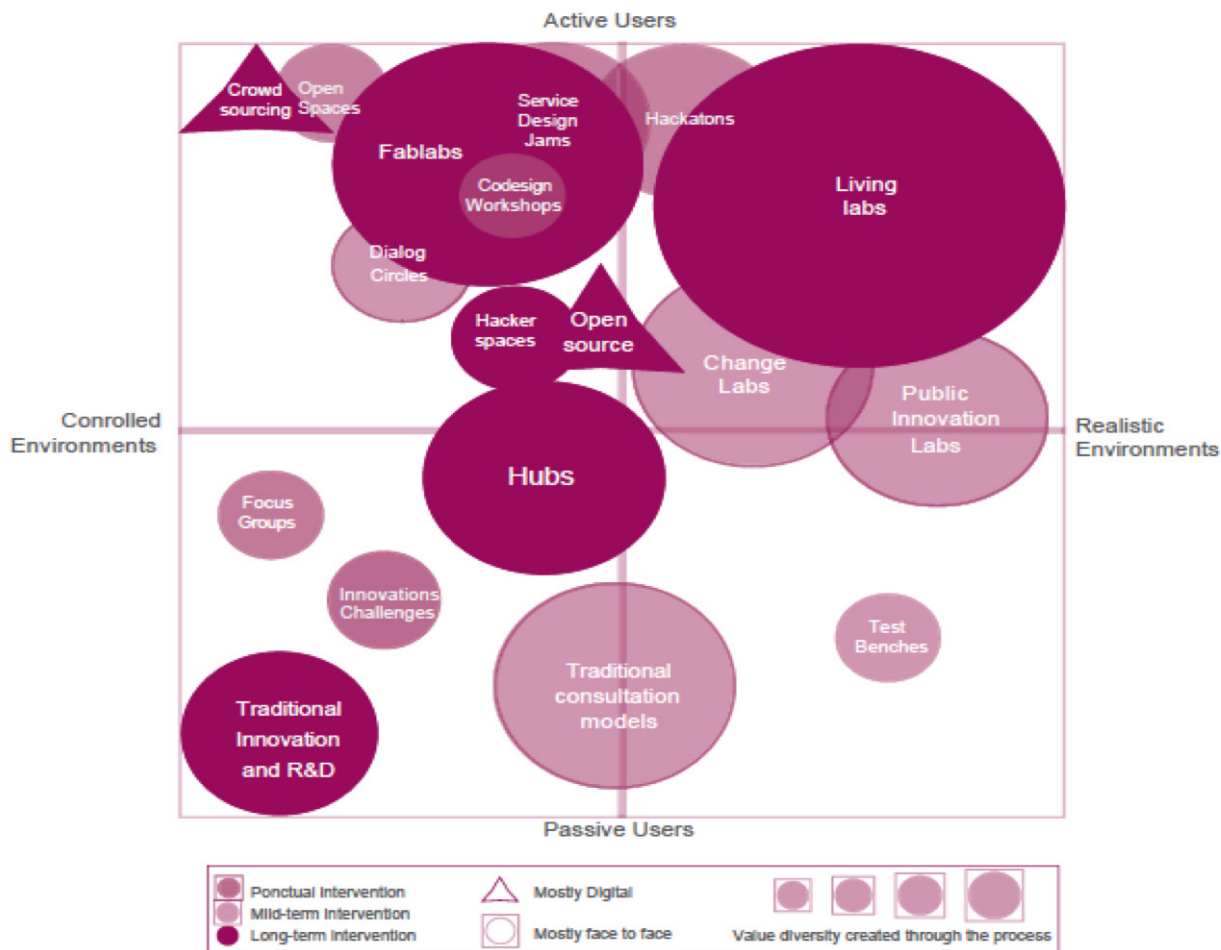 Active Users
Crowd
sourcing
Open
Spaces
Service
Design
Jams
Hackatons
Fablabs
Codesign
Workshops
Living
labs
Dialog
Circles
Hacker
spaces
Open
source
Change
Labs
Public
Innovation
Labs
Conrolled
Environments
Realistic
Environments
Hubs
Focus
Groups
Innovations
Challenges
Test
Benches
Traditional
consultation
models
Traditional
Innovation
and R&D
Passive Users
Ponctual Intervention
Mild-term Intervention
Long-term Intervention
Mostly Digital
Mostly face to face
Value diversity created through the process